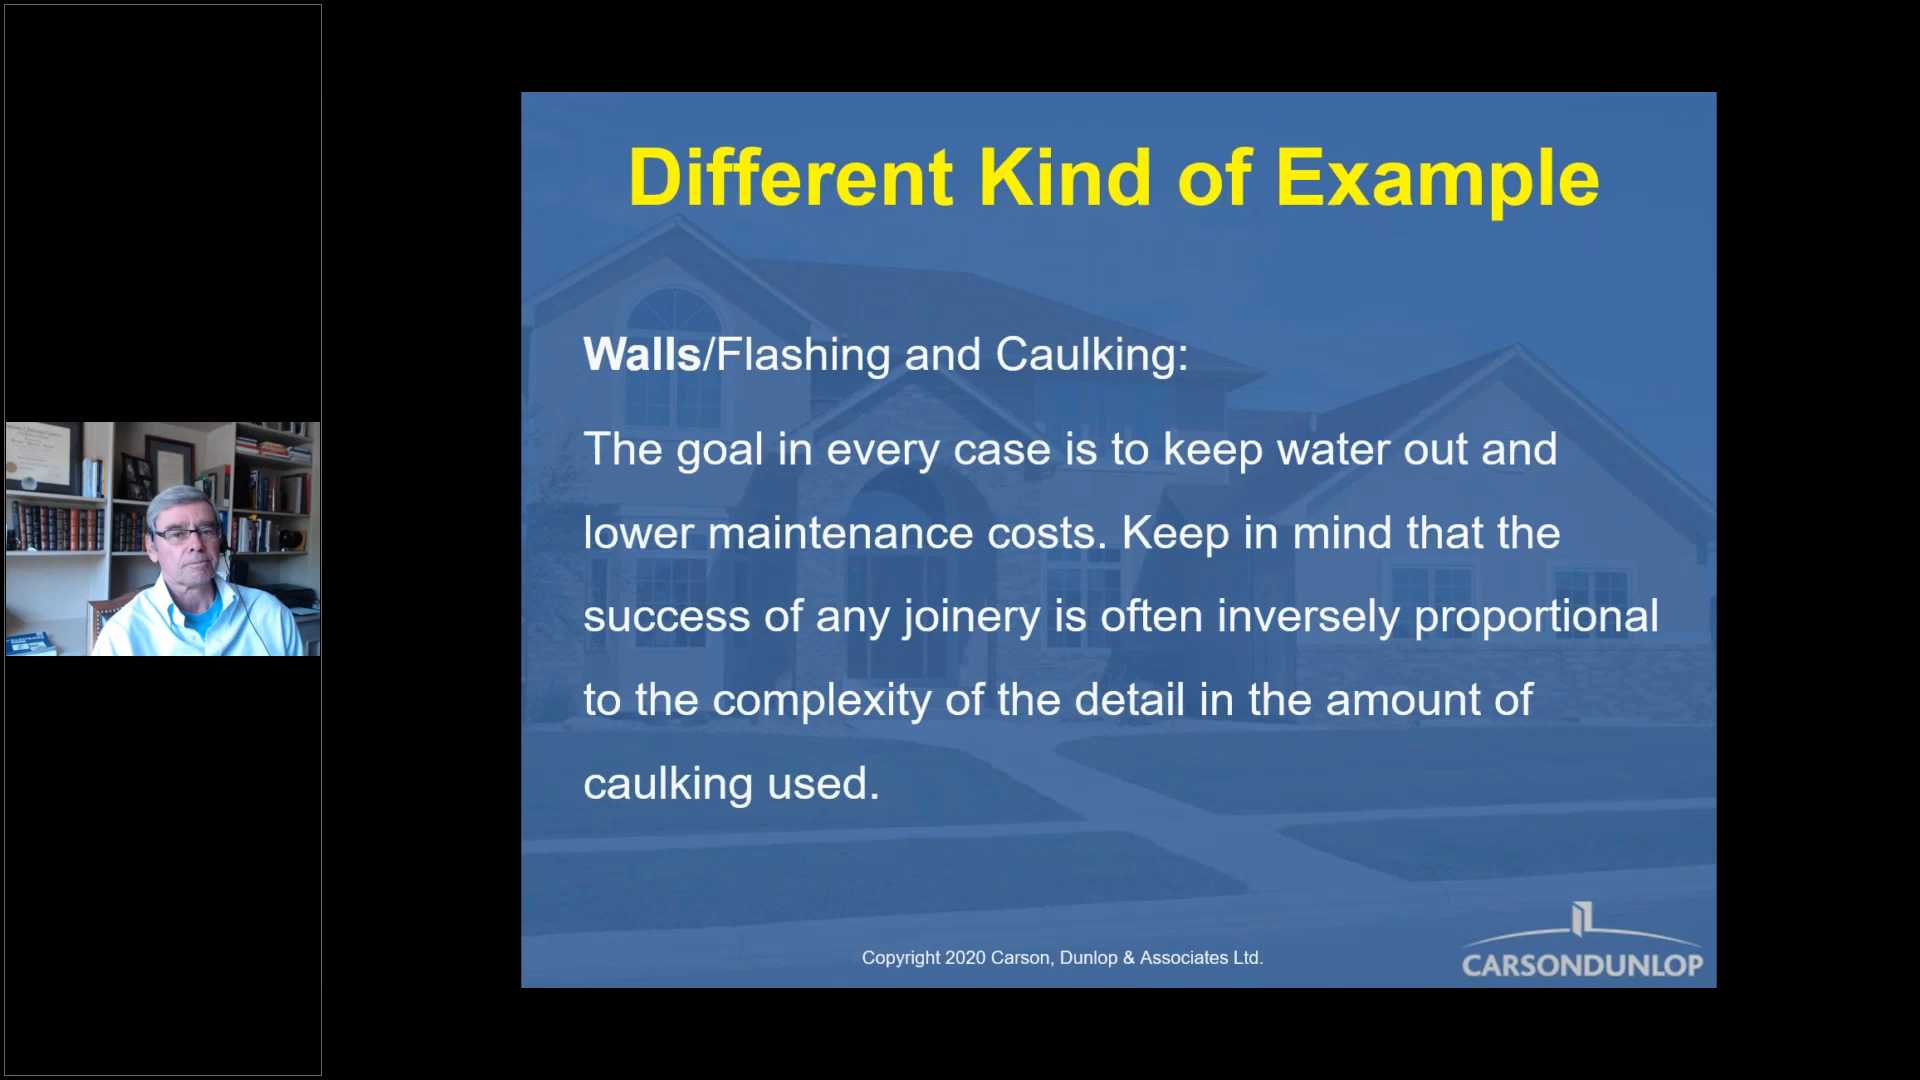 Different Kind of Example
Walls/Flashing and Caulking:
The goal in every case is to keep water out and
lower maintenance costs. Keep in mind that the
success of any joinery is often inversely proportional
to the complexity of the detail in the amount of
caulking used.
Copyright 2020 Carson, Dunlop & Associates Ltd.
CARSONDUNLOP